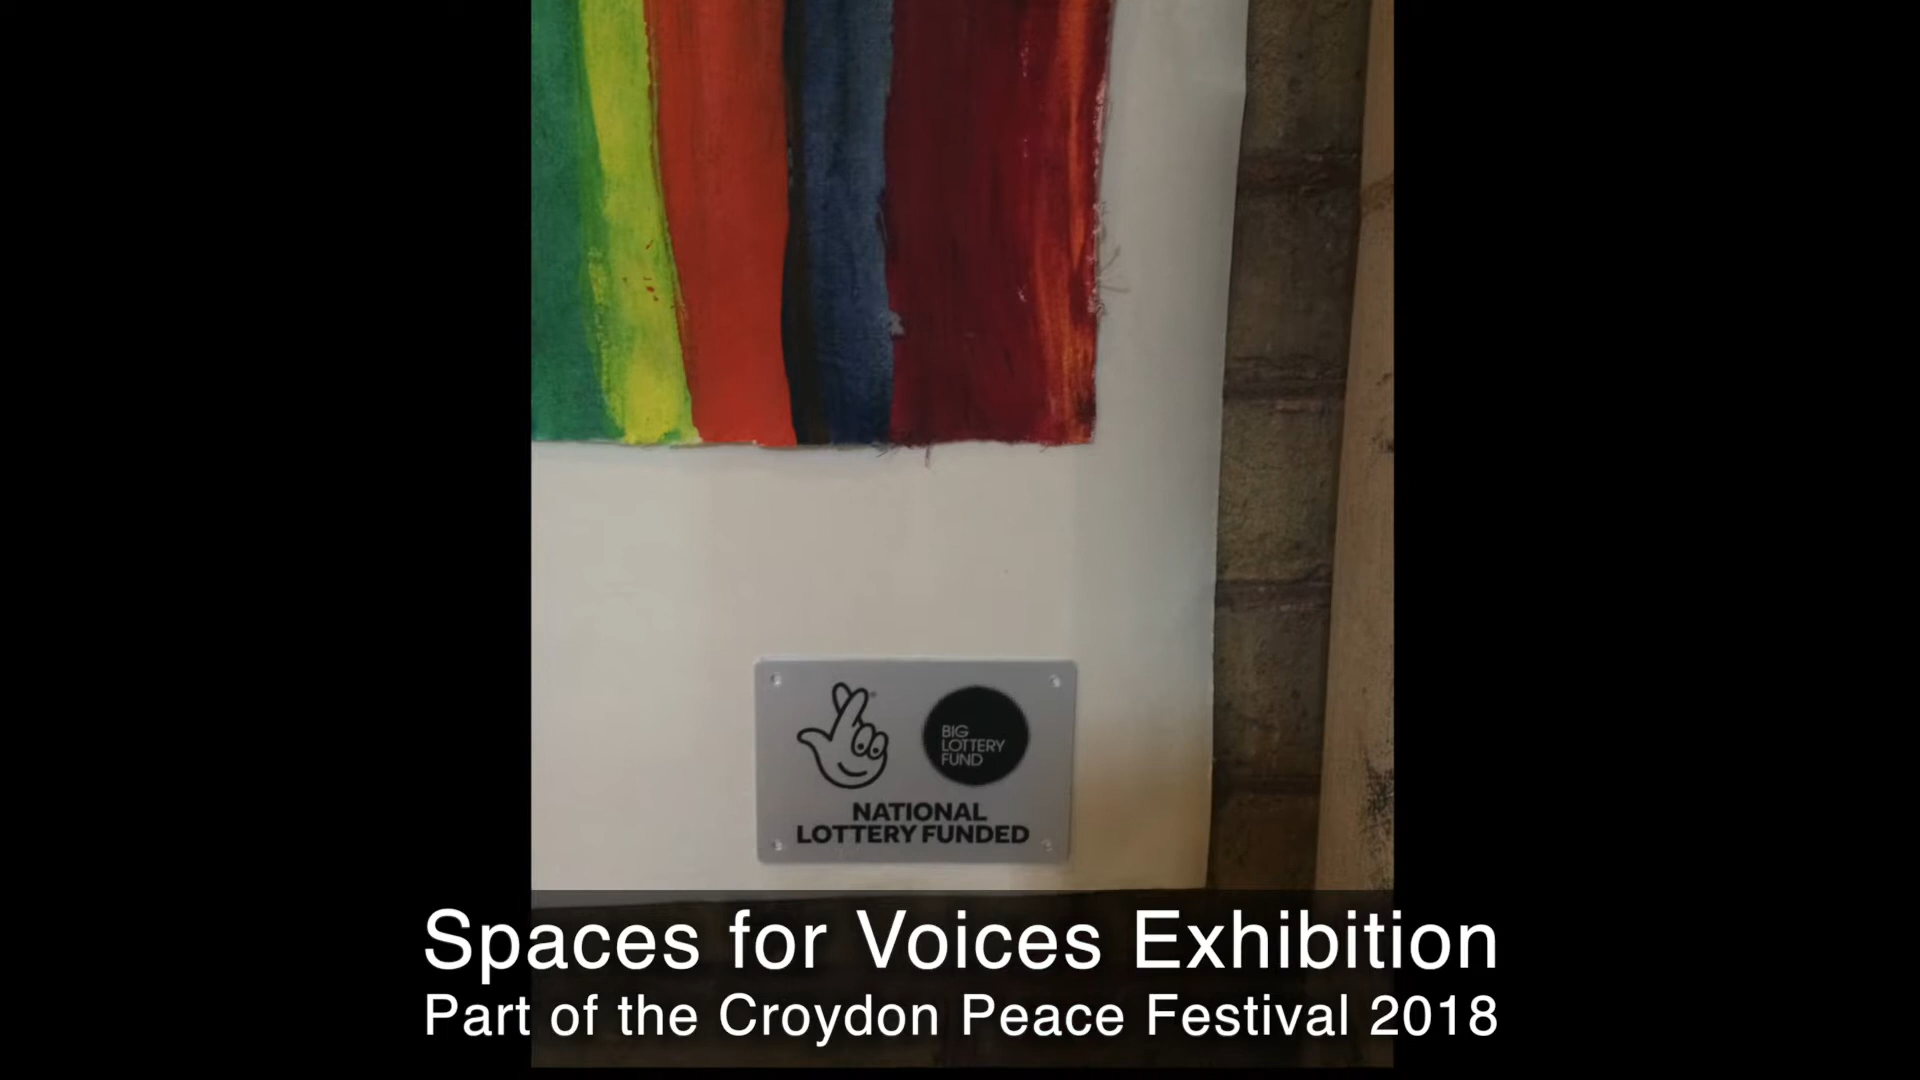 BIG
LOTTERY
FUND
NATIONAL
LOTTERY FUNDED
Spaces for Voices Exhibition
Part of the Croydon Peace Festival 2018